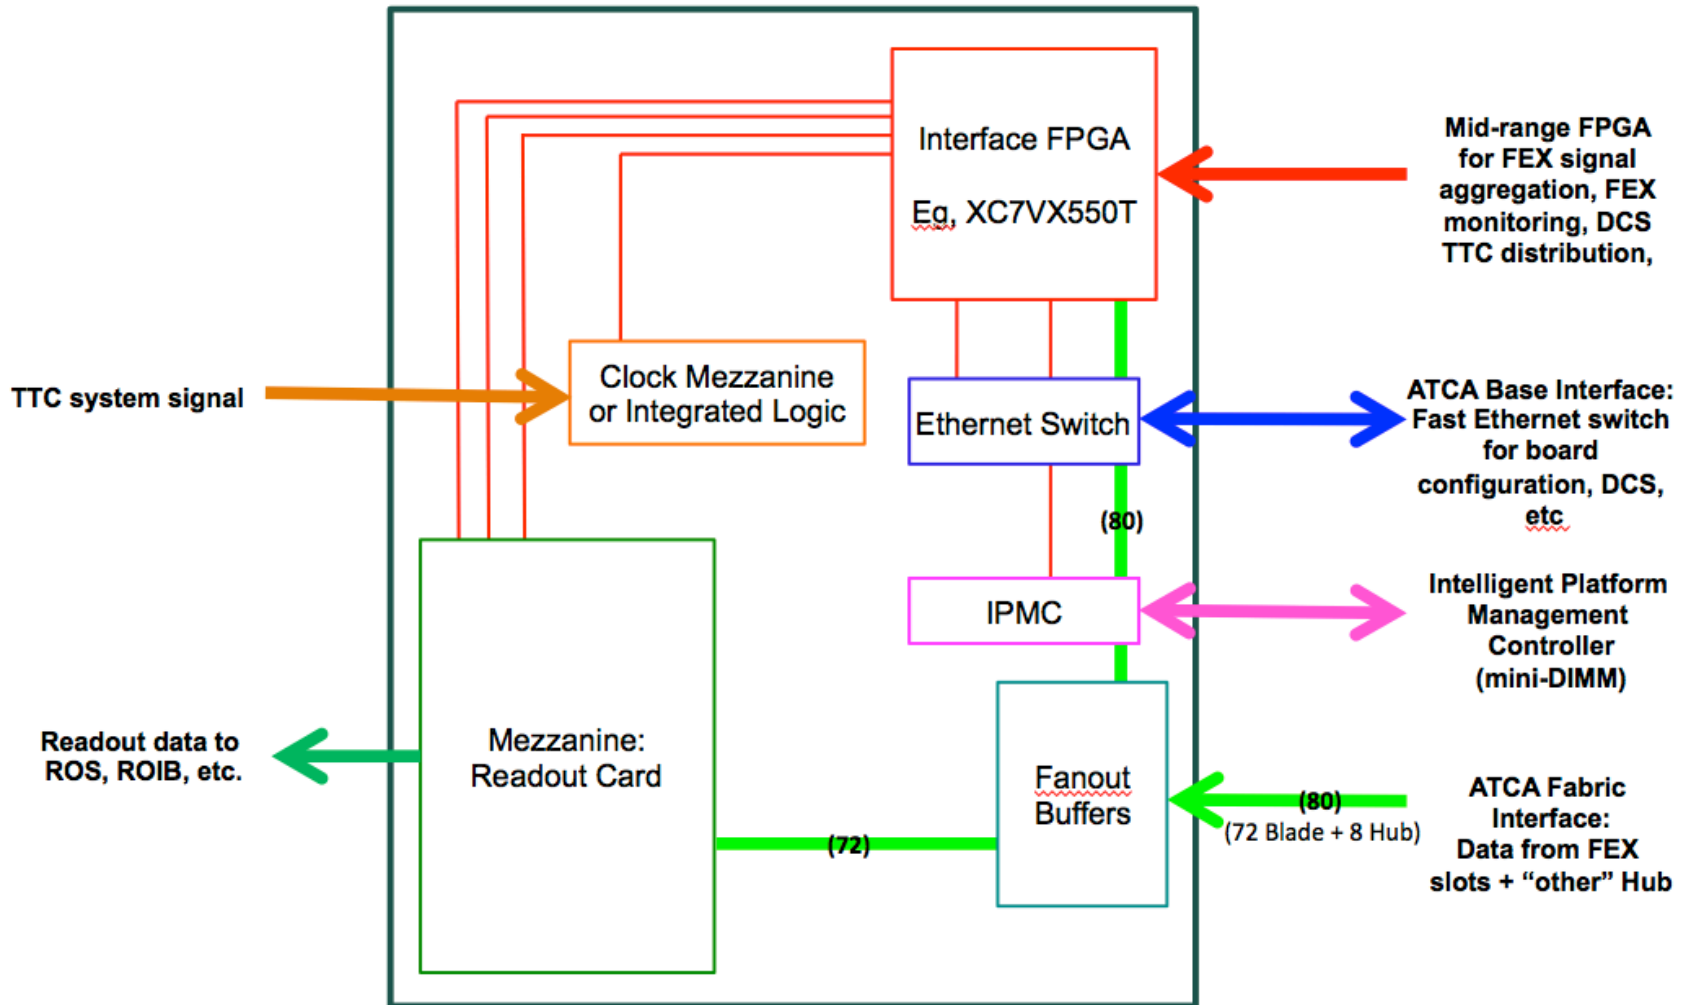 Interface FPGA
Eg, XC7VX550T
Mid-range FPGA
for FEX signal
aggregation, FEX
monitoring, DCS
TTC distribution,
TTC system signal
Clock Mezzanine
or Integrated Logic
Ethernet Switch
ATCA Base Interface:
Fast Ethernet switch
for board
configuration, DCS,
etc
(80)
IPMC
Intelligent Platform
Management
Controller
(mini-DIMM)
Readout data to
ROS, ROIB, etc.
Mezzanine:
Readout Card
(72)
Fanout
Buffers
(80)
(72 Blade + 8 Hub)
ATCA Fabric
Interface:
Data from FEX
slots + “other” Hub